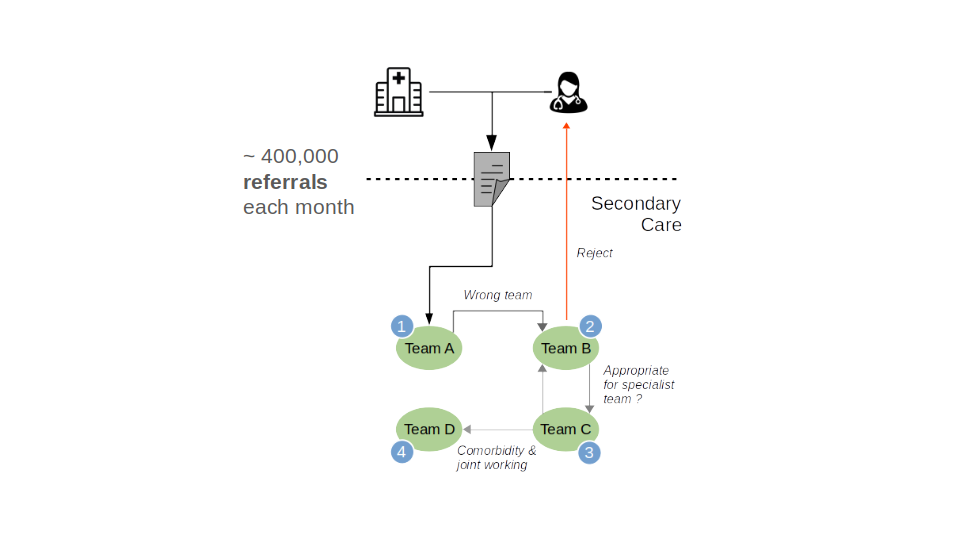 ~ 400,000
referrals
each month
Secondary
Care
Reject
Wrong team
1
2
Team A
Team B
Appropriate
for specialist
team ?
Team D
Team C
4
3
Comorbidity &
joint working